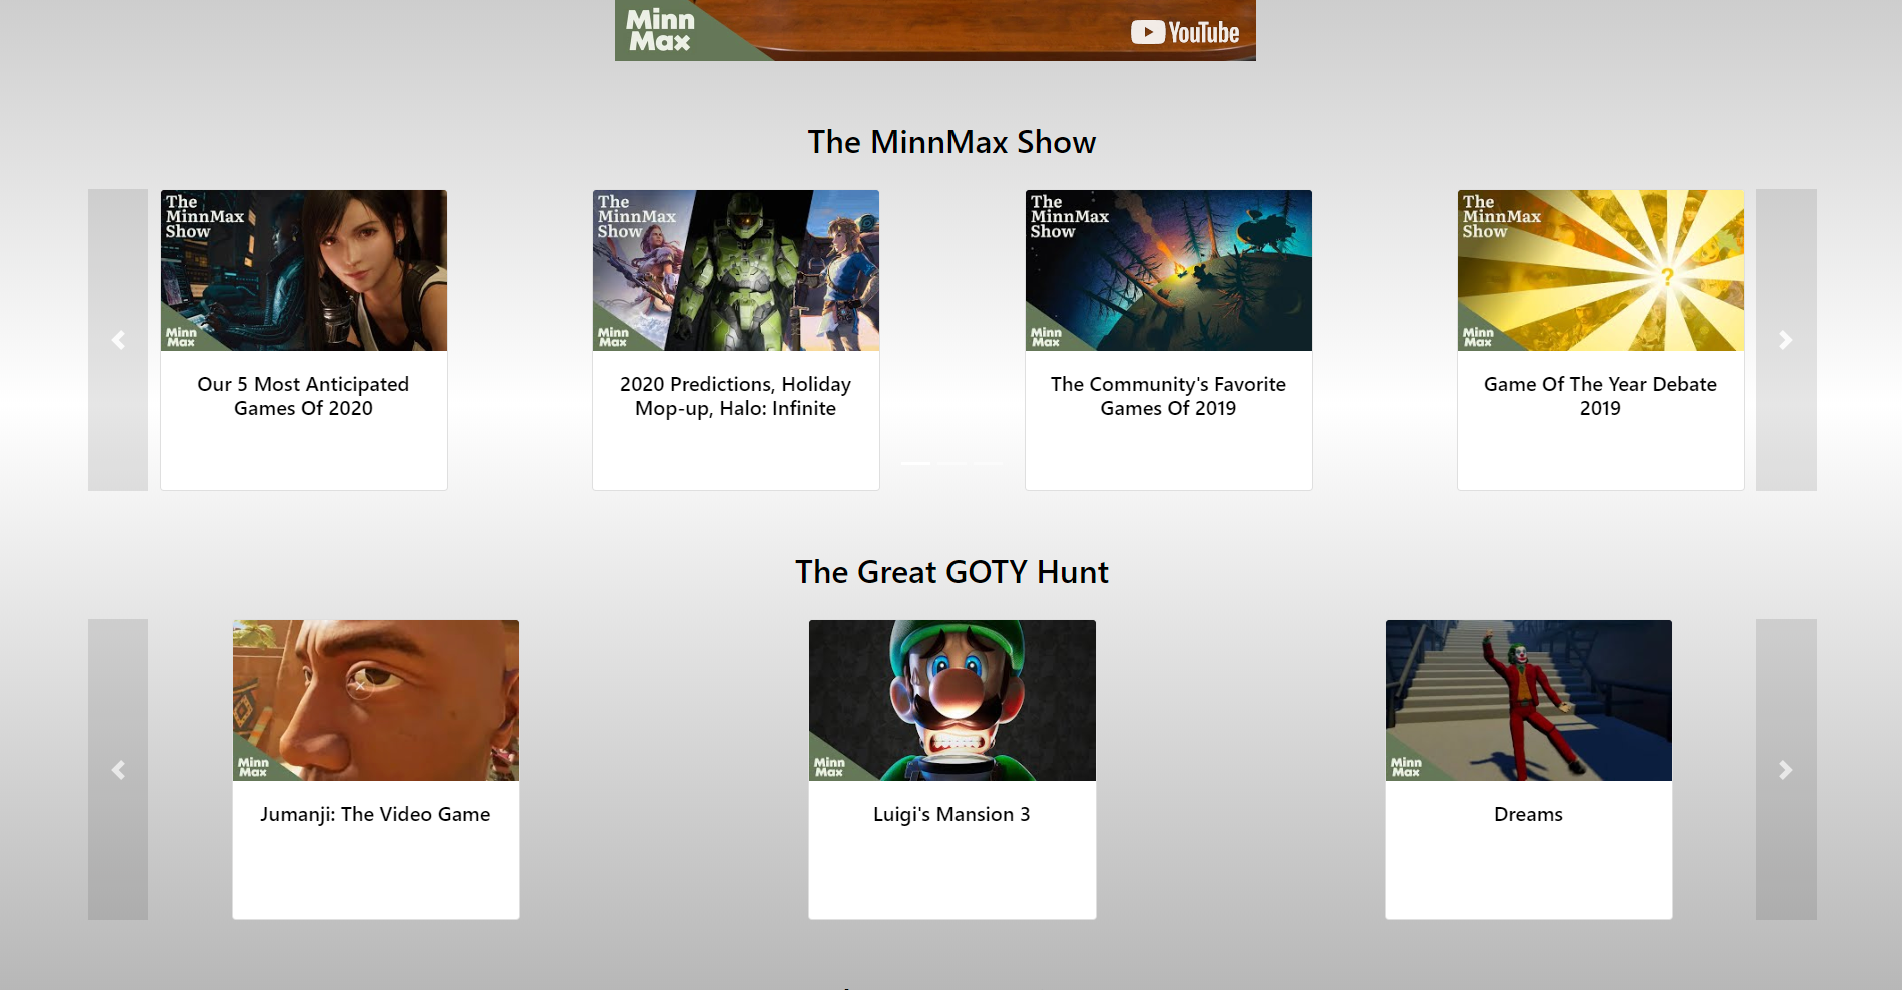 Minn
Max
YouTube
The MinnMax Show
The
MinnMax
Show
Minn
Max
The
MinnMax
Show
Minn
Max
The
MinnMax
Show
Minn
Max
The
MinnMax
Show
?
Minn
Max
Our 5 Most Anticipated
Games Of 2020
2020 Predictions, Holiday
Mop-up, Halo: Infinite
The Community's Favorite
Games Of 2019
Game Of The Year Debate
2019
The Great GOTY Hunt
Minn
Max
Minn
Max
Minn
Max
Jumanji: The Video Game
Luigi's Mansion 3
Dreams